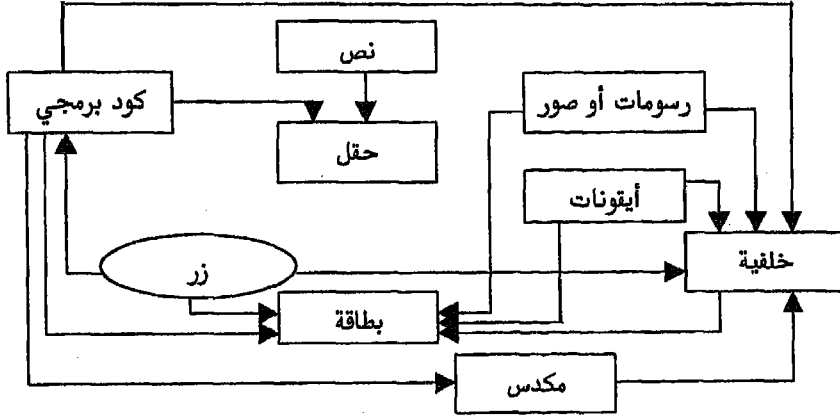 نص
كود برمجي
رسومات أو صور
حقل
أيقونات
خلفية
زر
بطاقة
مكدس